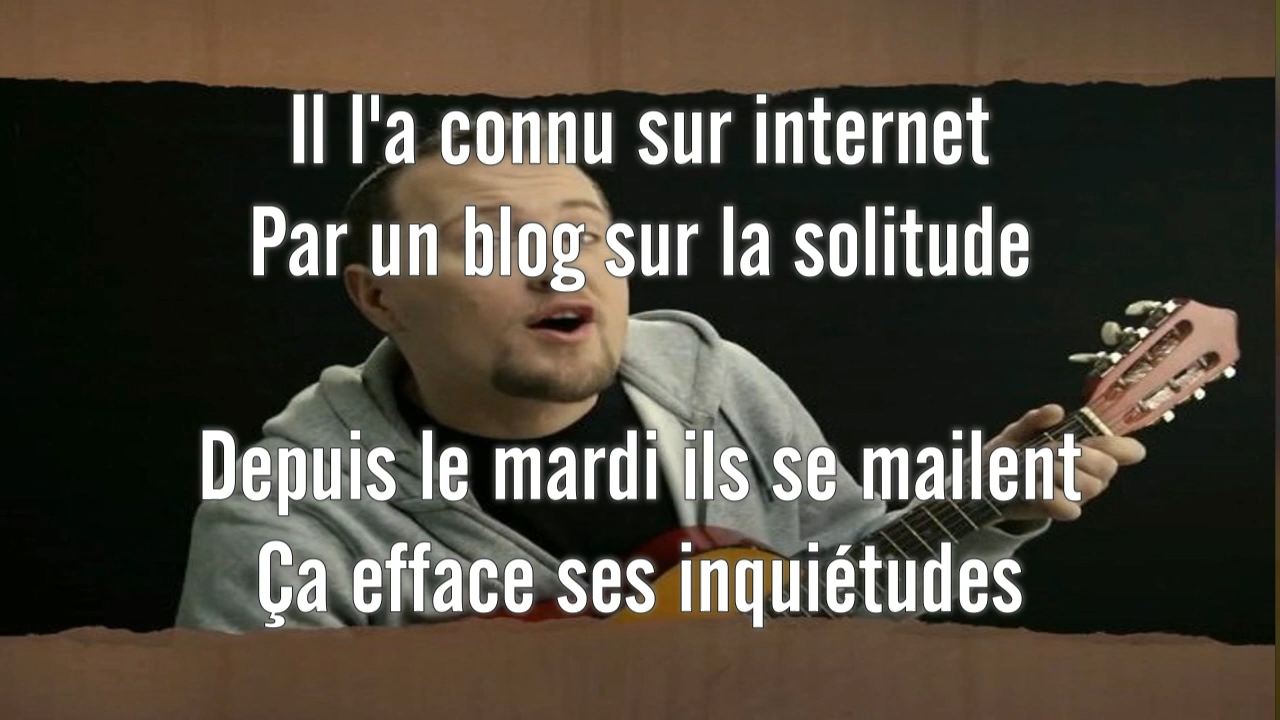 Il l'a connu sur internet
Par un blog sur la solitude
Depuis le mardi ils se mailent
Ça efface ses inquiétudes